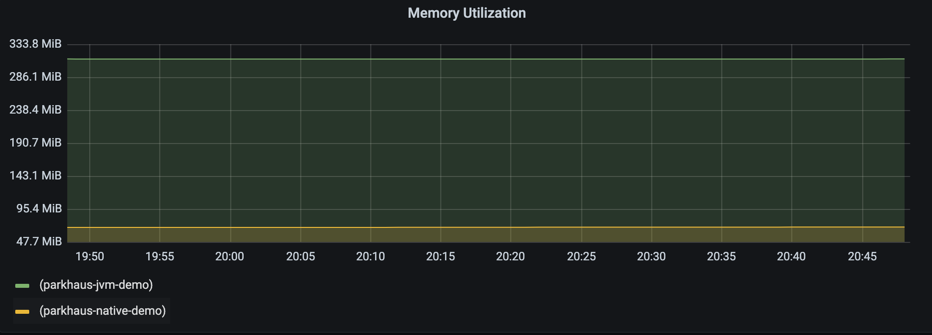 Memory Utilization
333.8 MiB
286.1 MiB
238.4 MiB
190.7 MiB
143.1 MiB
95.4 MiB
47.7 MiB
19:50 19:55 20:00 20:05 20:10 20:15 20:20 20:25 20:30 20:35 20:40 20:45
(parkhaus-jvm-demo)
(parkhaus-native-demo)